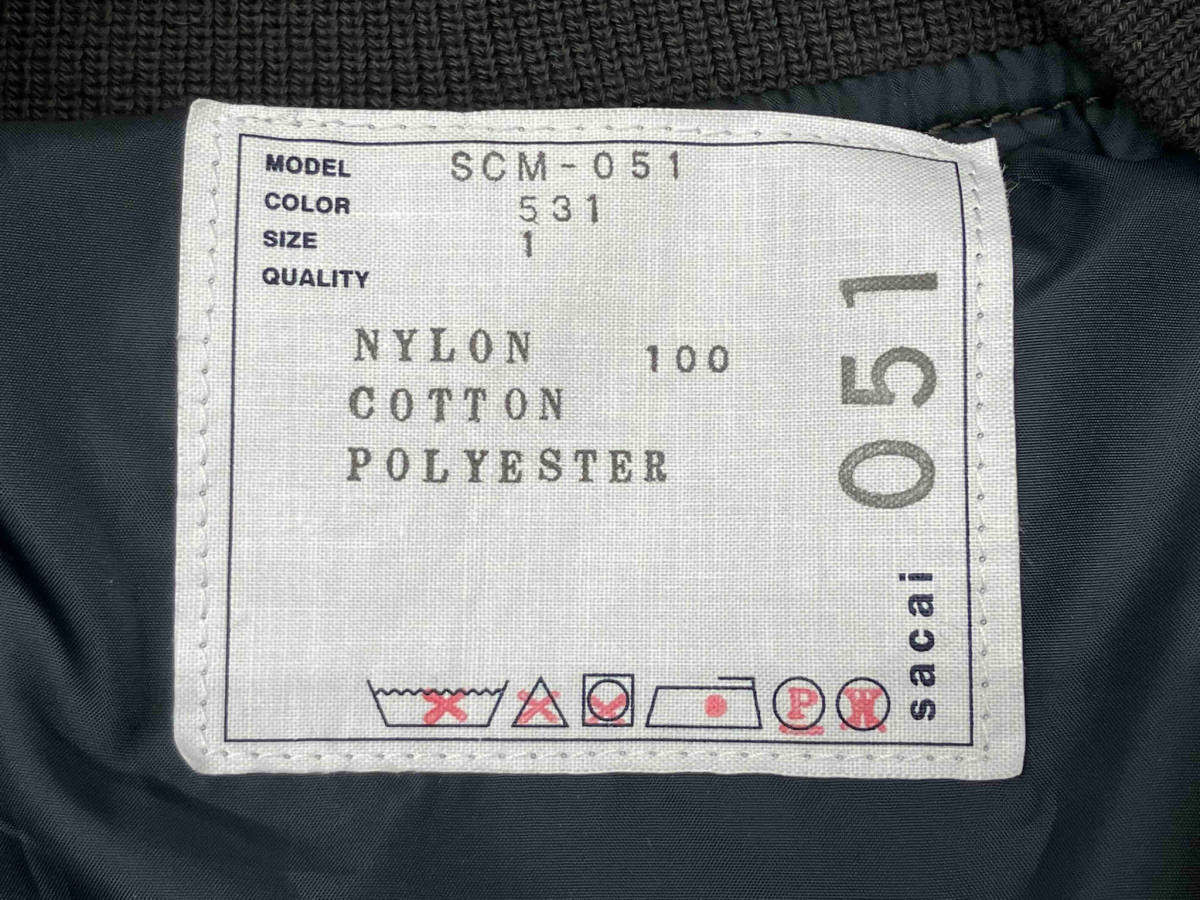 MODEL SCM-051
COLOR 531
SIZE 1
QUALITY
NYLON 100
COTTON
POLYESTER
051
sacai
P W